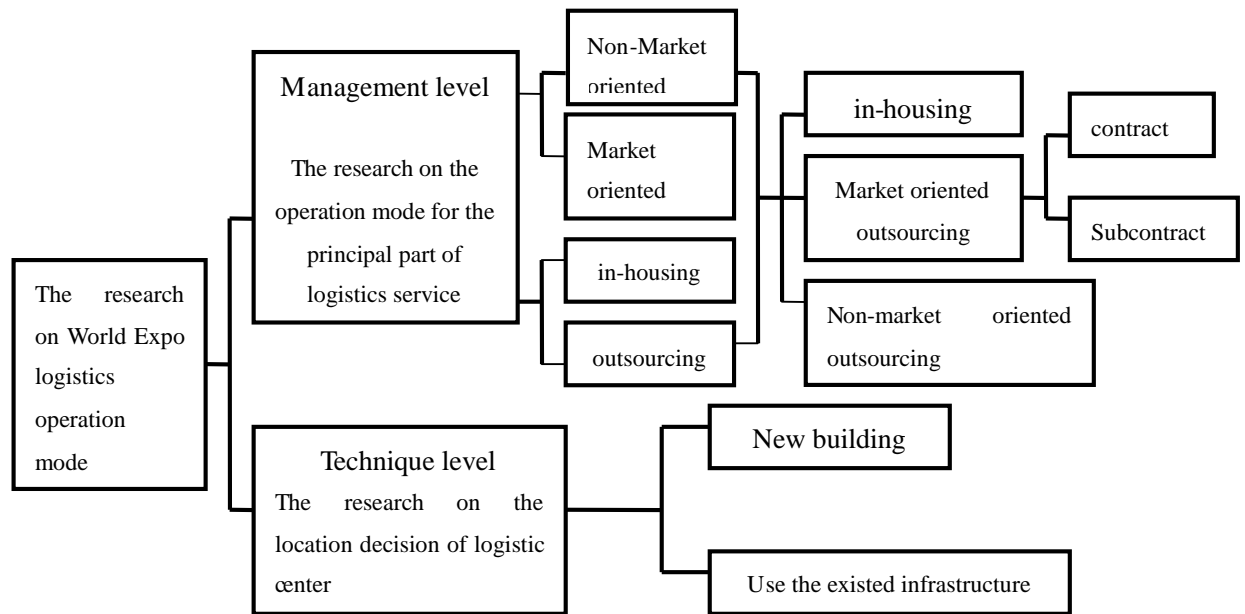 The research
on World Expo
logistics
operation
mode
Management level
The research on the
operation mode for the
principal part of
logistics service
Technique level
The research on the
location decision of logistic
center
Non-Market
oriented
Market
oriented
in-housing
outsourcing
in-housing
Market oriented
outsourcing
Non-market oriented
outsourcing
contract
Subcontract
New building
Use the existed infrastructure